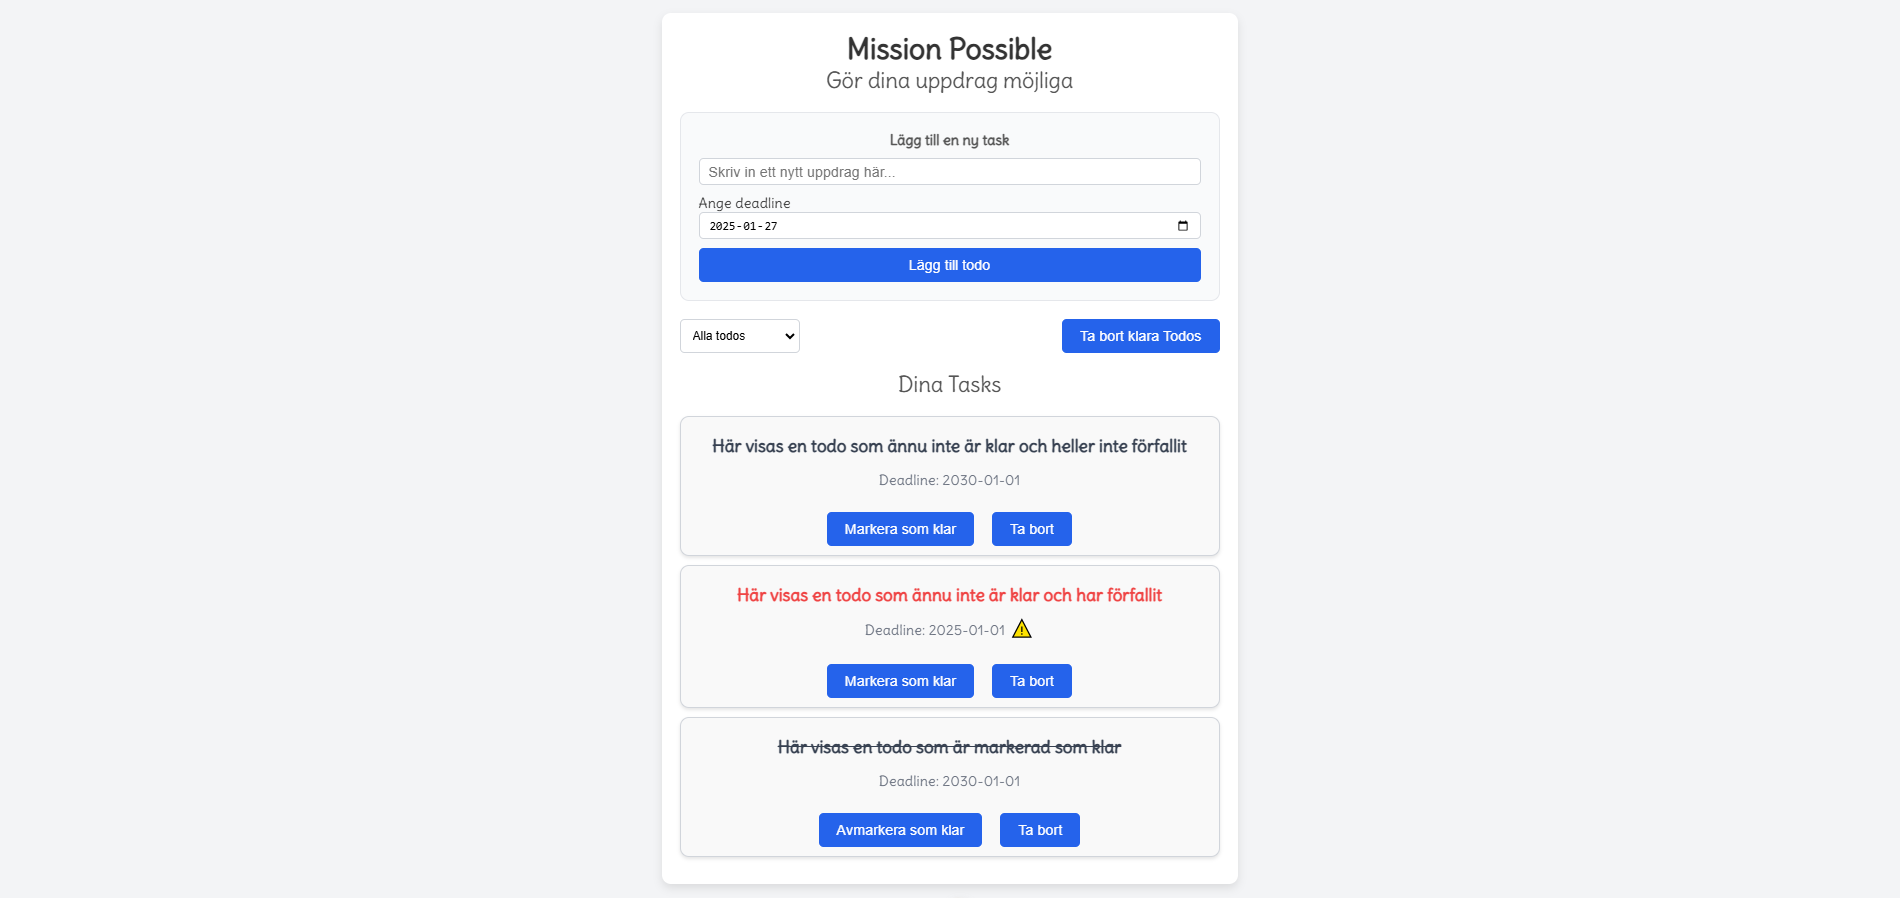 Mission Possible
Gör dina uppdrag möjliga
Lägg till en ny task
Skriv in ett nytt uppdrag här...
Ange deadline
2025-01-27
Lägg till todo
Alla todos
Ta bort klara Todos
Dina Tasks
Här visas en todo som ännu inte är klar och heller inte förfallit
Deadline: 2030-01-01
Markera som klar
Ta bort
Här visas en todo som ännu inte är klar och har förfallit
Deadline: 2025-01-01
Markera som klar
Ta bort
Här visas en todo som är markerad som klar
Deadline: 2030-01-01
Avmarkera som klar
Ta bort